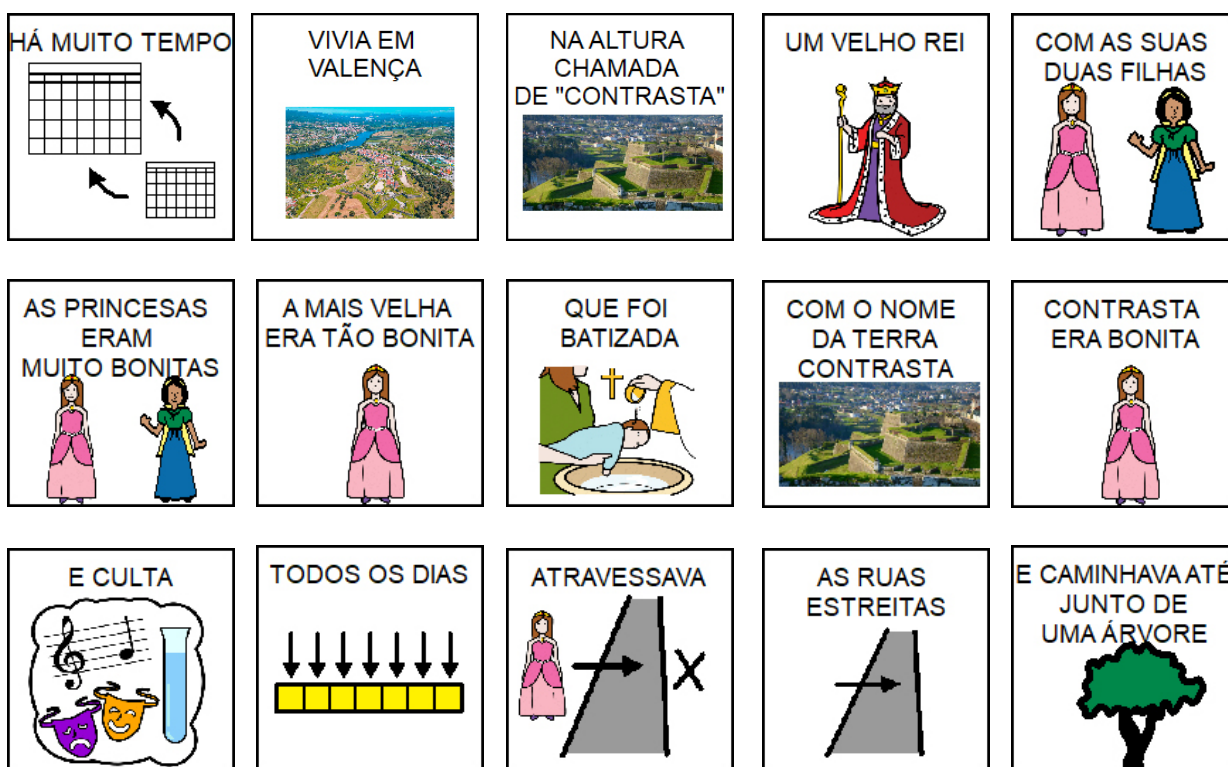 HÁ MUITO TEMPO
VIVIA EM
VALENÇA
NA ALTURA
CHAMADA
DE "CONTRASTA"
UM VELHO REI
COM AS SUAS
DUAS FILHAS
AS PRINCESAS
ERAM
MUITO BONITAS
A MAIS VELHA
ERA TÃO BONITA
QUE FOI
BATIZADA
COM O NOME
DA TERRA
CONTRASTA
CONTRASTA
ERA BONITA
E CULTA
TODOS OS DIAS
ATRAVESSAVA
AS RUAS
ESTREITAS
E CAMINHAVA ATÉ
JUNTO DE
UMA ÁRVORE